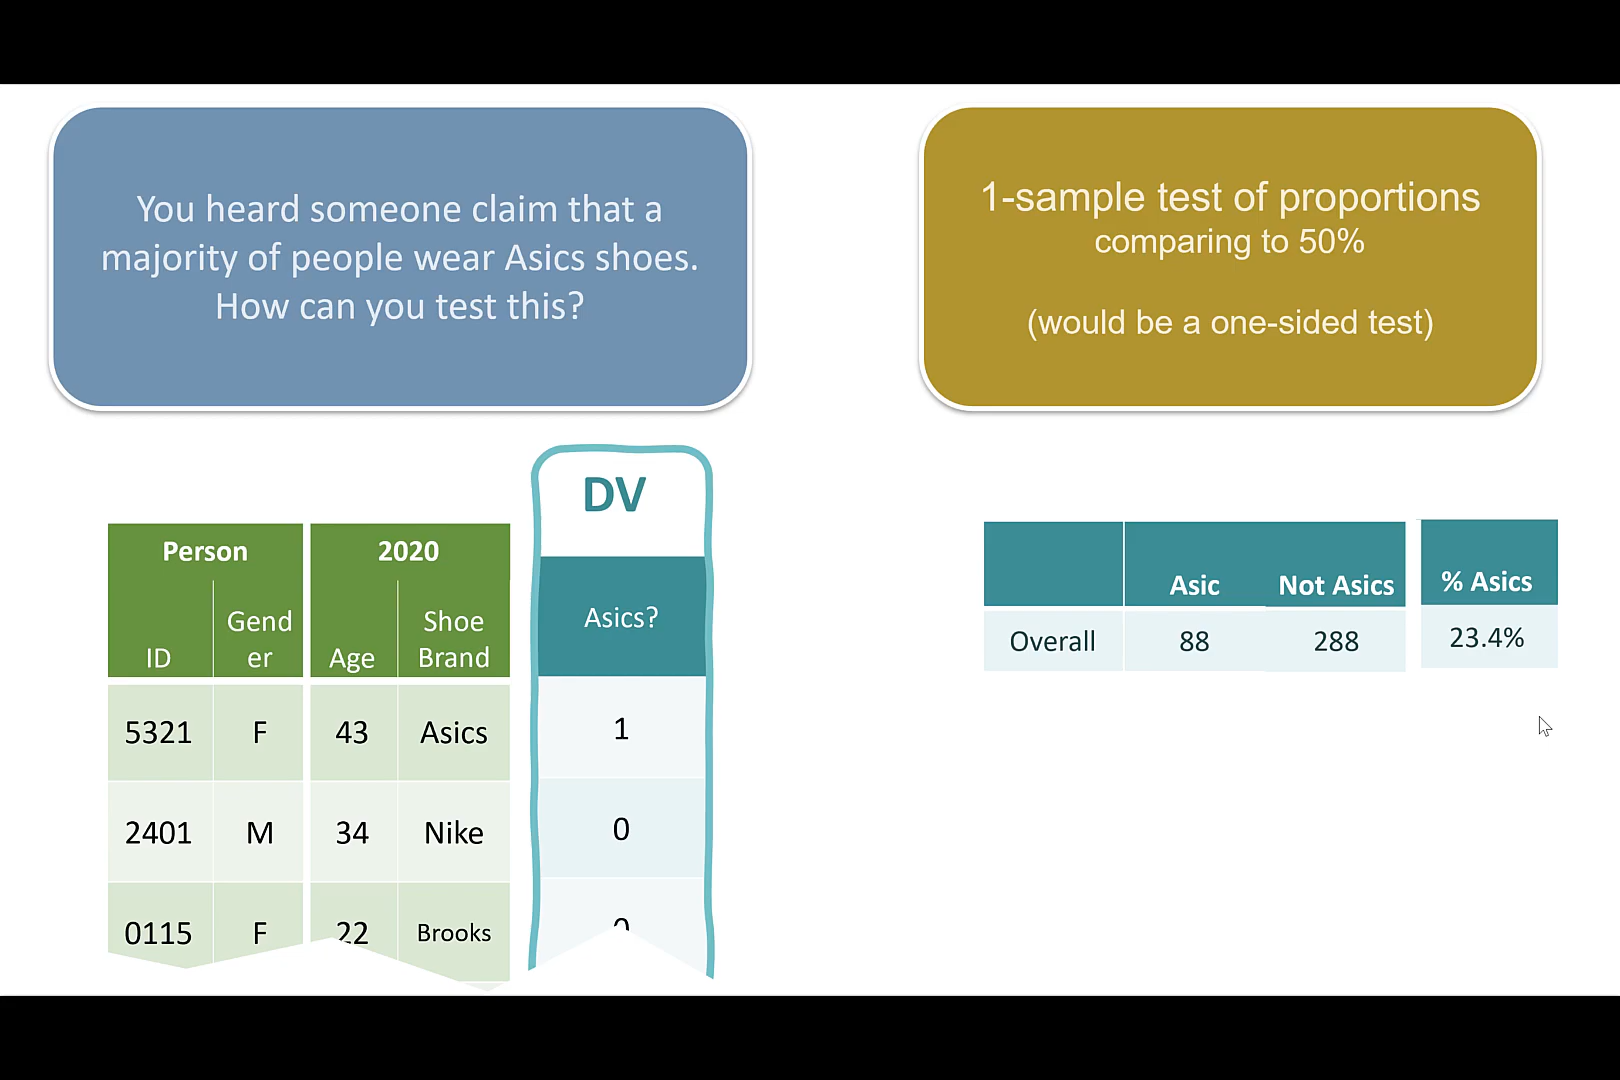 You heard someone claim that a
majority of people wear Asics shoes.
How can you test this?
1-sample test of proportions
comparing to 50%
(would be a one-sided test)
DV
Person 2020
ID Gend
er Age Shoe
Brand Asics?
5321 F 43 Asics 1
2401 M 34 Nike 0
0115 F 22 Brooks 0
Asic Not Asics % Asics
Overall 88 288 23.4%